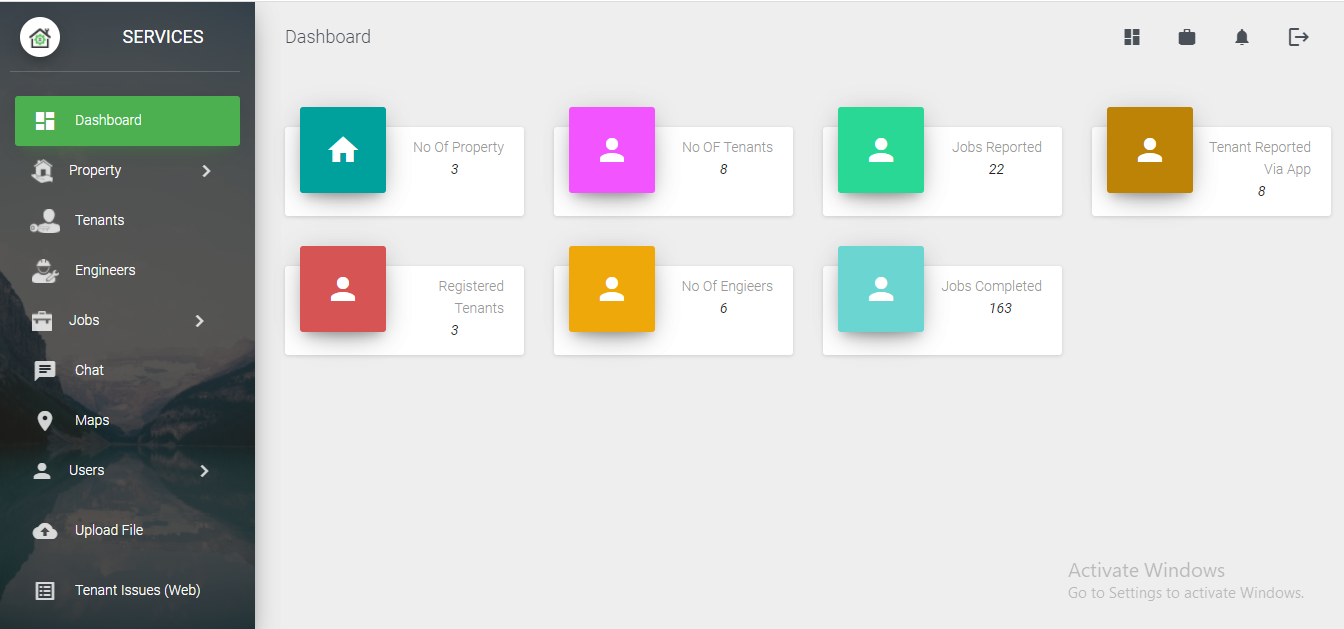 SERVICES
Dashboard
Property
Tenants
Engineers
Jobs
Chat
Maps
Users
Upload File
Tenant Issues (Web)
Dashboard
No Of Property
3
No OF Tenants
8
Jobs Reported
22
Tenant Reported
Via App
8
Registered
Tenants
3
No Of Engieers
6
Jobs Completed
163
Activate Windows
Go to Settings to activate Windows.